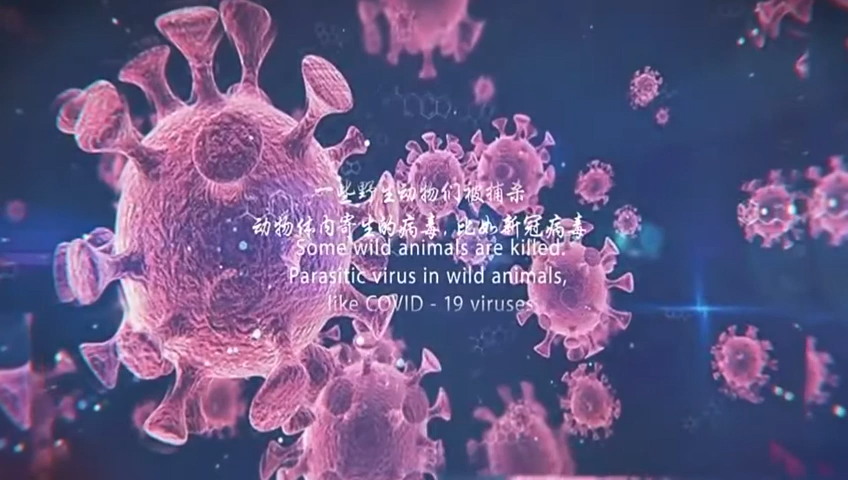 一些野生动物们被捕杀
动物体内寄生的病毒,比如新冠病毒
Some wild animals are killed.
Parasitic virus in wild animals,
like COVID - 19 viruses